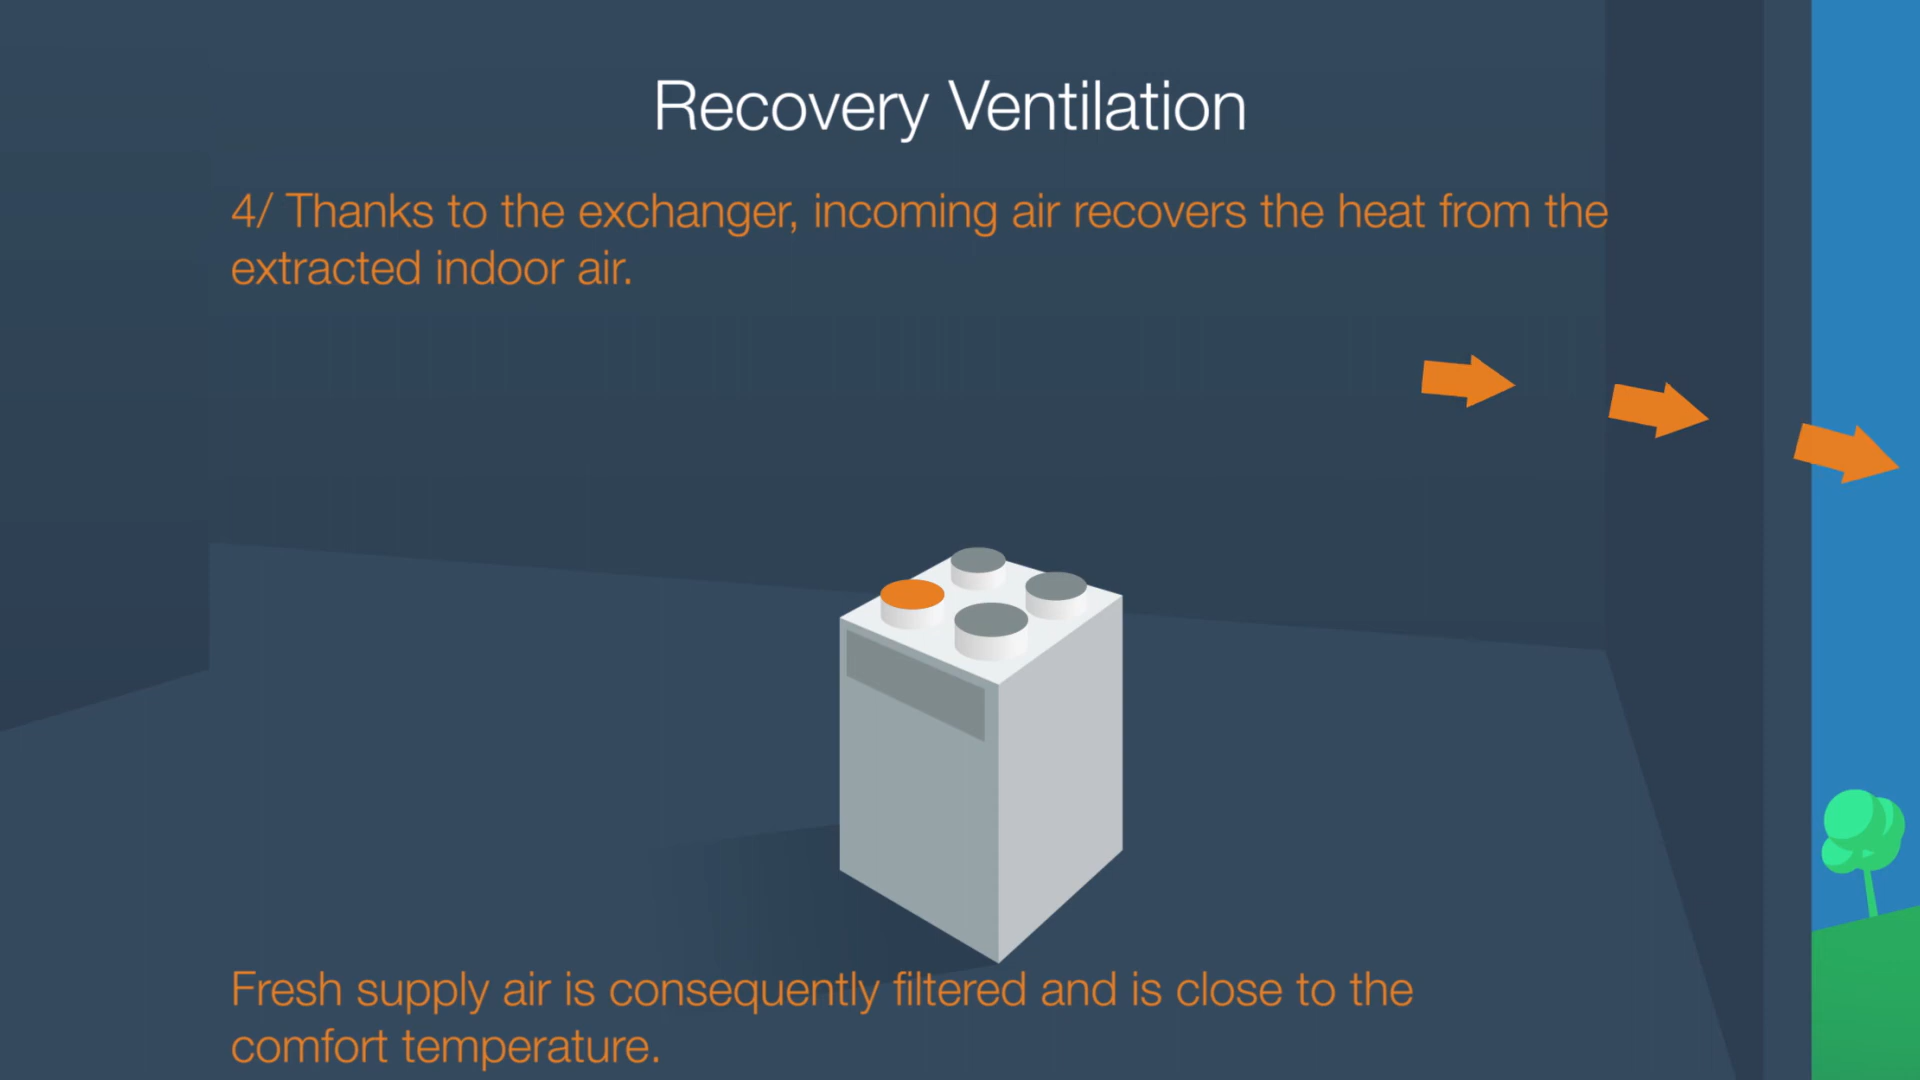 Recovery Ventilation
4/ Thanks to the exchanger, incoming air recovers the heat from the
extracted indoor air.
Fresh supply air is consequently filtered and is close to the
comfort temperature.